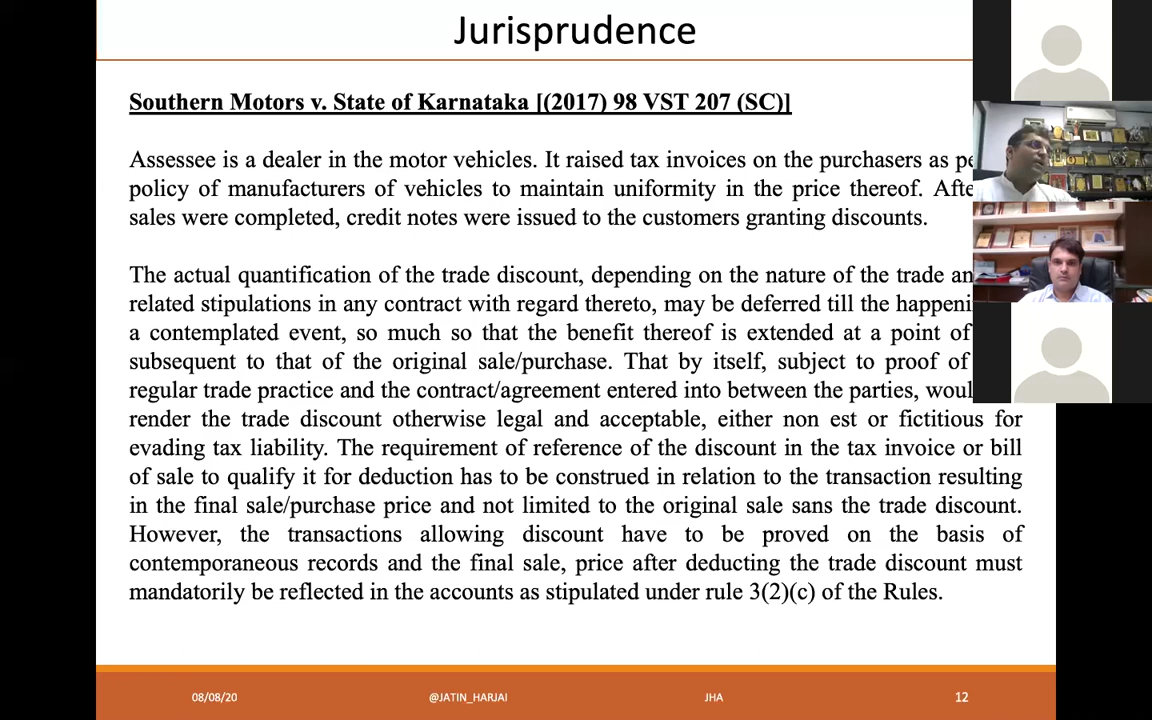 Jurisprudence
Southern Motors v. State of Karnataka [(2017) 98 VST 207 (SC)]
Assessee is a dealer in the motor vehicles. It raised tax invoices on the purchasers as
policy of manufacturers of vehicles to maintain uniformity in the price thereof.
sales were completed, credit notes were issued to the customers granting discounts.
The actual quantification of the trade discount, depending on the nature of the trade
related stipulations in any contract with regard thereto, may be deferred till the
a contemplated event, so much so that the benefit thereof is extended at a point of
subsequent to that of the original sale/purchase. That by itself, subject to proof of
regular trade practice and the contract/agreement entered into between the parties,
render the trade discount otherwise legal and acceptable, either non est or fictitious for
evading tax liability. The requirement of reference of the discount in the tax invoice or bill
of sale to qualify it for deduction has to be construed in relation to the transaction resulting
in the final sale/purchase price and not limited to the original sale sans the trade discount.
However, the transactions allowing discount have to be proved on the basis of
contemporaneous records and the final sale, price after deducting the trade discount must
mandatorily be reflected in the accounts as stipulated under rule 3(2)(c) of the Rules.
08/08/20 @JATIN_HARJAI JHA 12